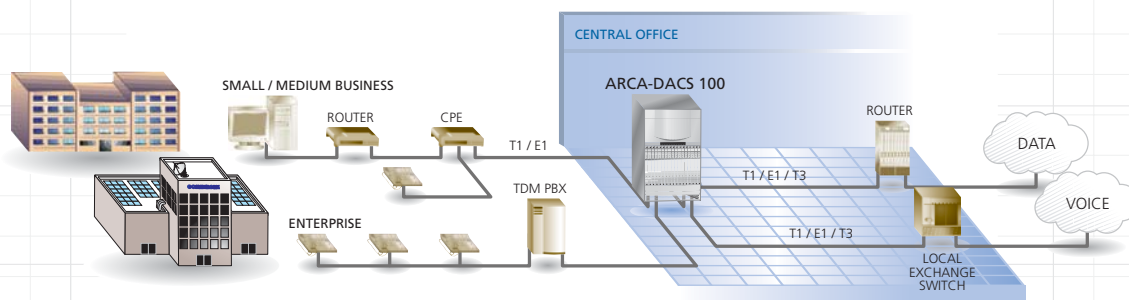 CENTRAL OFFICE
SMALL / MEDIUM BUSINESS
ARCA-DACS 100
ROUTER
CPE
ROUTER
T1 / E1
DATA
T1 / E1 / T3
TDM PBX
VOICE
ENTERPRISE
T1 / E1 / T3
LOCAL
EXCHANGE
SWITCH